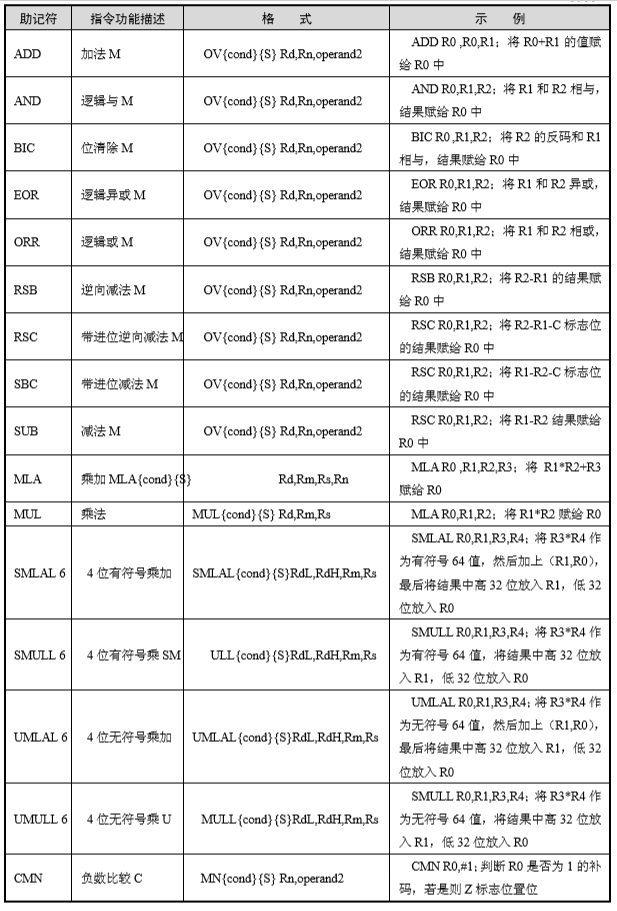 助记符 指令功能描述 格 式 示 例
ADD 加法 M OV{cond}{S} Rd,Rn,operand2 ADD R0 ,R0,R1；将 R0+R1 的值赋
给 R0 中
AND 逻辑与 M OV{cond}{S} Rd,Rn,operand2 AND R0,R1,R2；将 R1 和 R2 相与，
结果赋给 R0 中
BIC 位清除 M OV{cond}{S} Rd,Rn,operand2 BIC R0 ,R1,R2；将 R2 的反码和 R1
相与，结果赋给 R0 中
EOR 逻辑异或 M OV{cond}{S} Rd,Rn,operand2 EOR R0,R1,R2；将 R1 和 R2 异或，
结果赋给 R0 中
ORR 逻辑或 M OV{cond}{S} Rd,Rn,operand2 ORR R0,R1,R2；将 R1 和 R2 相或，
结果赋给 R0 中
RSB 逆向减法 M OV{cond}{S} Rd,Rn,operand2 RSB R0,R1,R2；将 R2-R1 的结果赋
给 R0 中
RSC 带进位逆向减法 M OV{cond}{S} Rd,Rn,operand2 RSC R0,R1,R2；将 R2-R1-C 标志位
的结果赋给 R0 中
SBC 带进位减法 M OV{cond}{S} Rd,Rn,operand2 RSC R0,R1,R2；将 R1-R2-C 标志位
的结果赋给 R0 中
SUB 减法 M OV{cond}{S} Rd,Rn,operand2 RSC R0,R1,R2；将 R1-R2 结果赋给
R0 中
MLA 乘加 MLA{cond}{S} Rd,Rm,Rs,Rn MLA R0 ,R1,R2,R3；将 R1*R2+R3
赋给 R0
MUL 乘法 MUL{cond}{S} Rd,Rm,Rs MLA R0,R1,R2；将 R1*R2 赋给 R0
SMLAL 6 4 位有符号乘加 SMLAL{cond}{S}RdL,RdH,Rm,Rs SMLAL R0,R1,R3,R4；将 R3*R4 作
为有符号 64 值，然后加上（R1,R0），
最后将结果中高 32 位放入 R1，低 32
位放入 R0
SMULL 6 4 位有符号乘 SM ULL{cond}{S}RdL,RdH,Rm,Rs SMULL R0,R1,R3,R4；将 R3*R4 作
为有符号 64 值，将结果中高 32 位放
入 R1，低 32 位放入 R0
UMLAL 6 4 位无符号乘加 UMLAL{cond}{S}RdL,RdH,Rm,Rs UMLAL R0,R1,R3,R4；将 R3*R4 作
为无符号 64 值，然后加上（R1,R0），
最后将结果中高 32 位放入 R1，低 32
位放入 R0
UMULL 6 4 位无符号乘 U MULL{cond}{S}RdL,RdH,Rm,Rs SMULL R0,R1,R3,R4；将 R3*R4 作
为无符号 64 值，将结果中高 32 位放
入 R1，低 32 位放入 R0
CMN 负数比较 C MN{cond}{S} Rn,operand2 CMN R0,#1；判断 R0 是否为 1 的补
码，若是则 Z 标志位置位